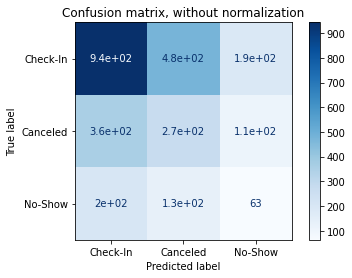 Confusion matrix, without normalization
True label
Check-In
9.4e+02 4.8e+02 1.9e+02
Canceled
3.6e+02 2.7e+02 1.1e+02
No-Show
2e+02 1.3e+02 63
Check-In Canceled No-Show
Predicted label
900
800
700
600
500
400
300
200
100